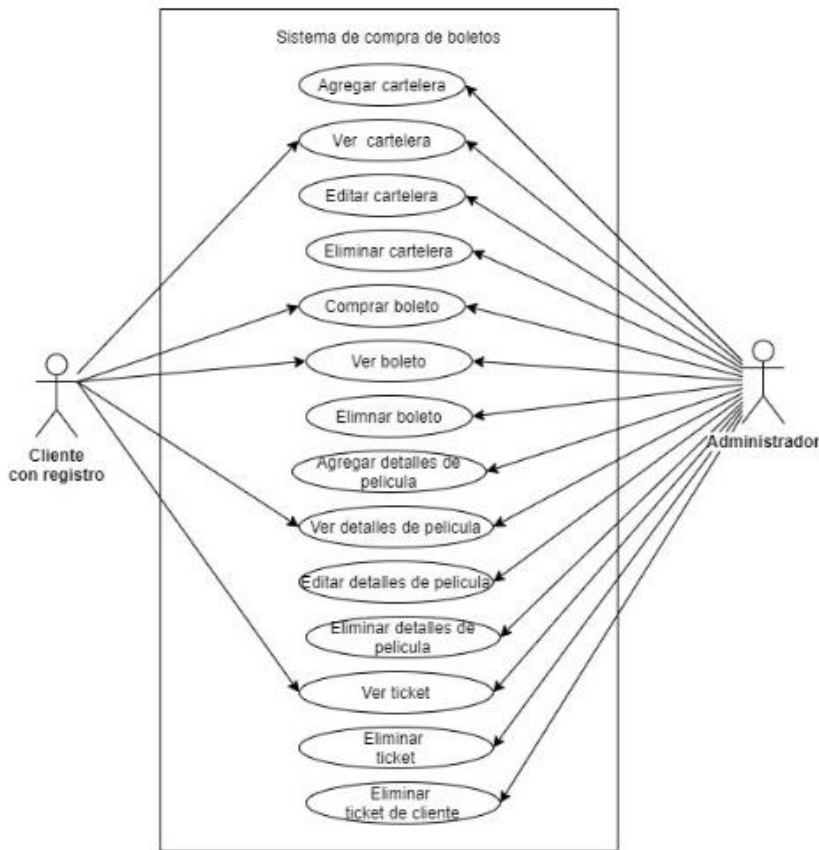 Sistema de compra de boletos
Agregar cartelera
Ver cartelera
Editar cartelera
Eliminar cartelera
Comprar boleto
Ver boleto
Elimnar boleto
Agregar detalles de
pelicula
Ver detalles de pelicula
Editar detalles de pelicula
Eliminar detalles de
pelicula
Ver ticket
Eliminar
ticket
Eliminar
ticket de cliente
Cliente
con registro
Administrador